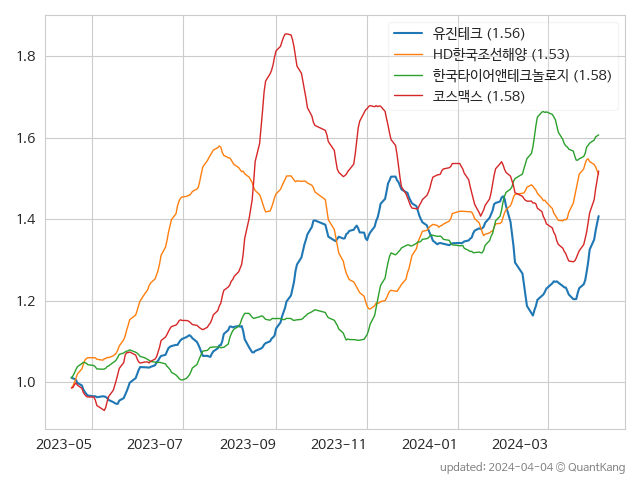 유진테크 (1.56)
HD한국조선해양 (1.53)
한국타이어앤테크놀로지 (1.58)
코스맥스 (1.58)
1.8
1.6
1.4
1.2
1.0
2023-05 2023-07 2023-09 2023-11 2024-01 2024-03
updated: 2024-04-04 © QuantKang